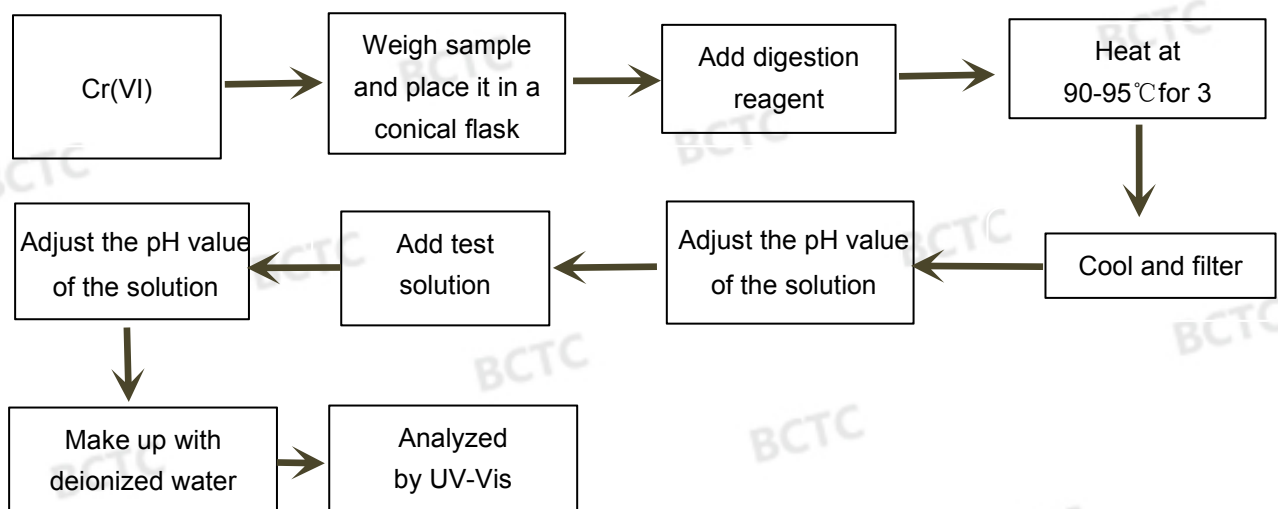 Cr(VI)
Weigh sample
and place it in a
conical flask
Add digestion
reagent
Heat at
90-95℃for 3
Cool and filter
Adjust the pH value
of the solution
Add test
solution
Adjust the pH value
of the solution
Make up with
deionized water
Analyzed
by UV-Vis
BCTC
BCTC
BCTC
BCTC
BCTC
BCTC
BCTC
BCTC
BCTC
BCTC